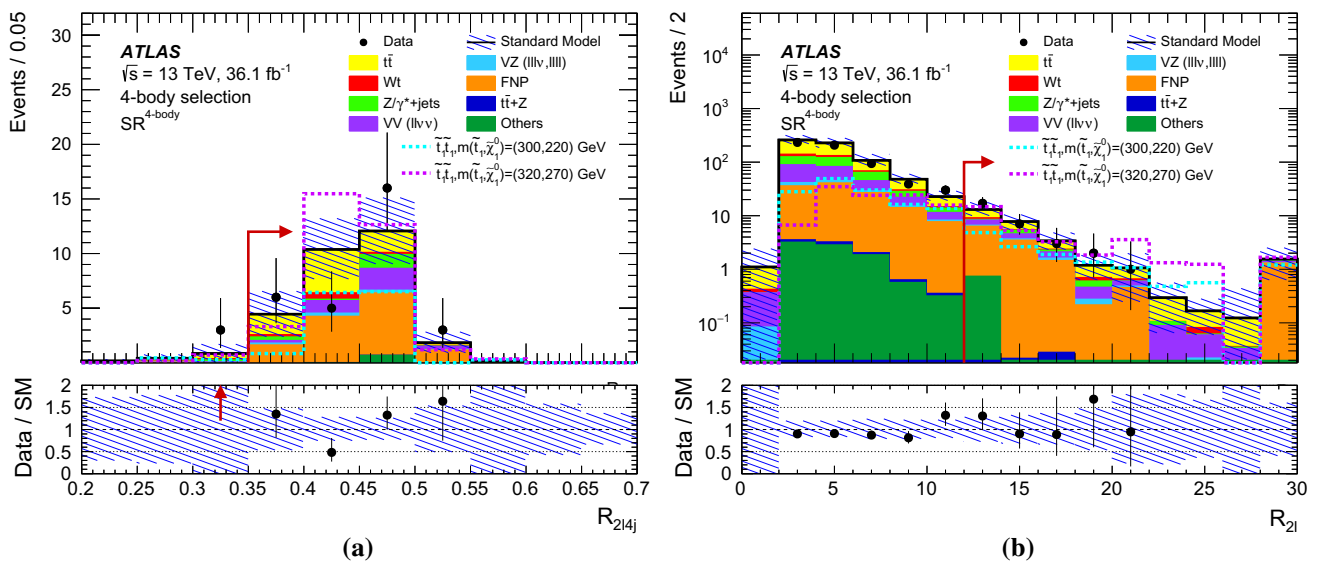 Events / 0.05
30
25
20
15
10
5
ATLAS
√s = 13 TeV, 36.1 fb⁻¹
4-body selection
SR⁴⁻ᵇᵒᵈʸ
Data
Standard Model
tt̄
VZ (lllν,llll)
Wt
FNP
Z/γ*+jets
tt̄+Z
VV (llνν)
Others
t̃₁t̃₁,m(t̃₁,χ̃₁⁰)=(300,220) GeV
t̃₁t̃₁,m(t̃₁,χ̃₁⁰)=(320,270) GeV
Data / SM
2
1.5
1
0.5
0
0.2 0.25 0.3 0.35 0.4 0.45 0.5 0.55 0.6 0.65 0.7
R₂ₗ₄ⱼ
(a)
Events / 2
10⁶
10⁵
10⁴
10³
10²
10
1
10⁻¹
ATLAS
√s = 13 TeV, 36.1 fb⁻¹
4-body selection
SR⁴⁻ᵇᵒᵈʸ
Data
Standard Model
tt̄
VZ (lllν,llll)
Wt
FNP
Z/γ*+jets
tt̄+Z
VV (llνν)
Others
t̃₁t̃₁,m(t̃₁,χ̃₁⁰)=(300,220) GeV
t̃₁t̃₁,m(t̃₁,χ̃₁⁰)=(320,270) GeV
Data / SM
2
1.5
1
0.5
0
0 5 10 15 20 25 30
R₂ₗ
(b)